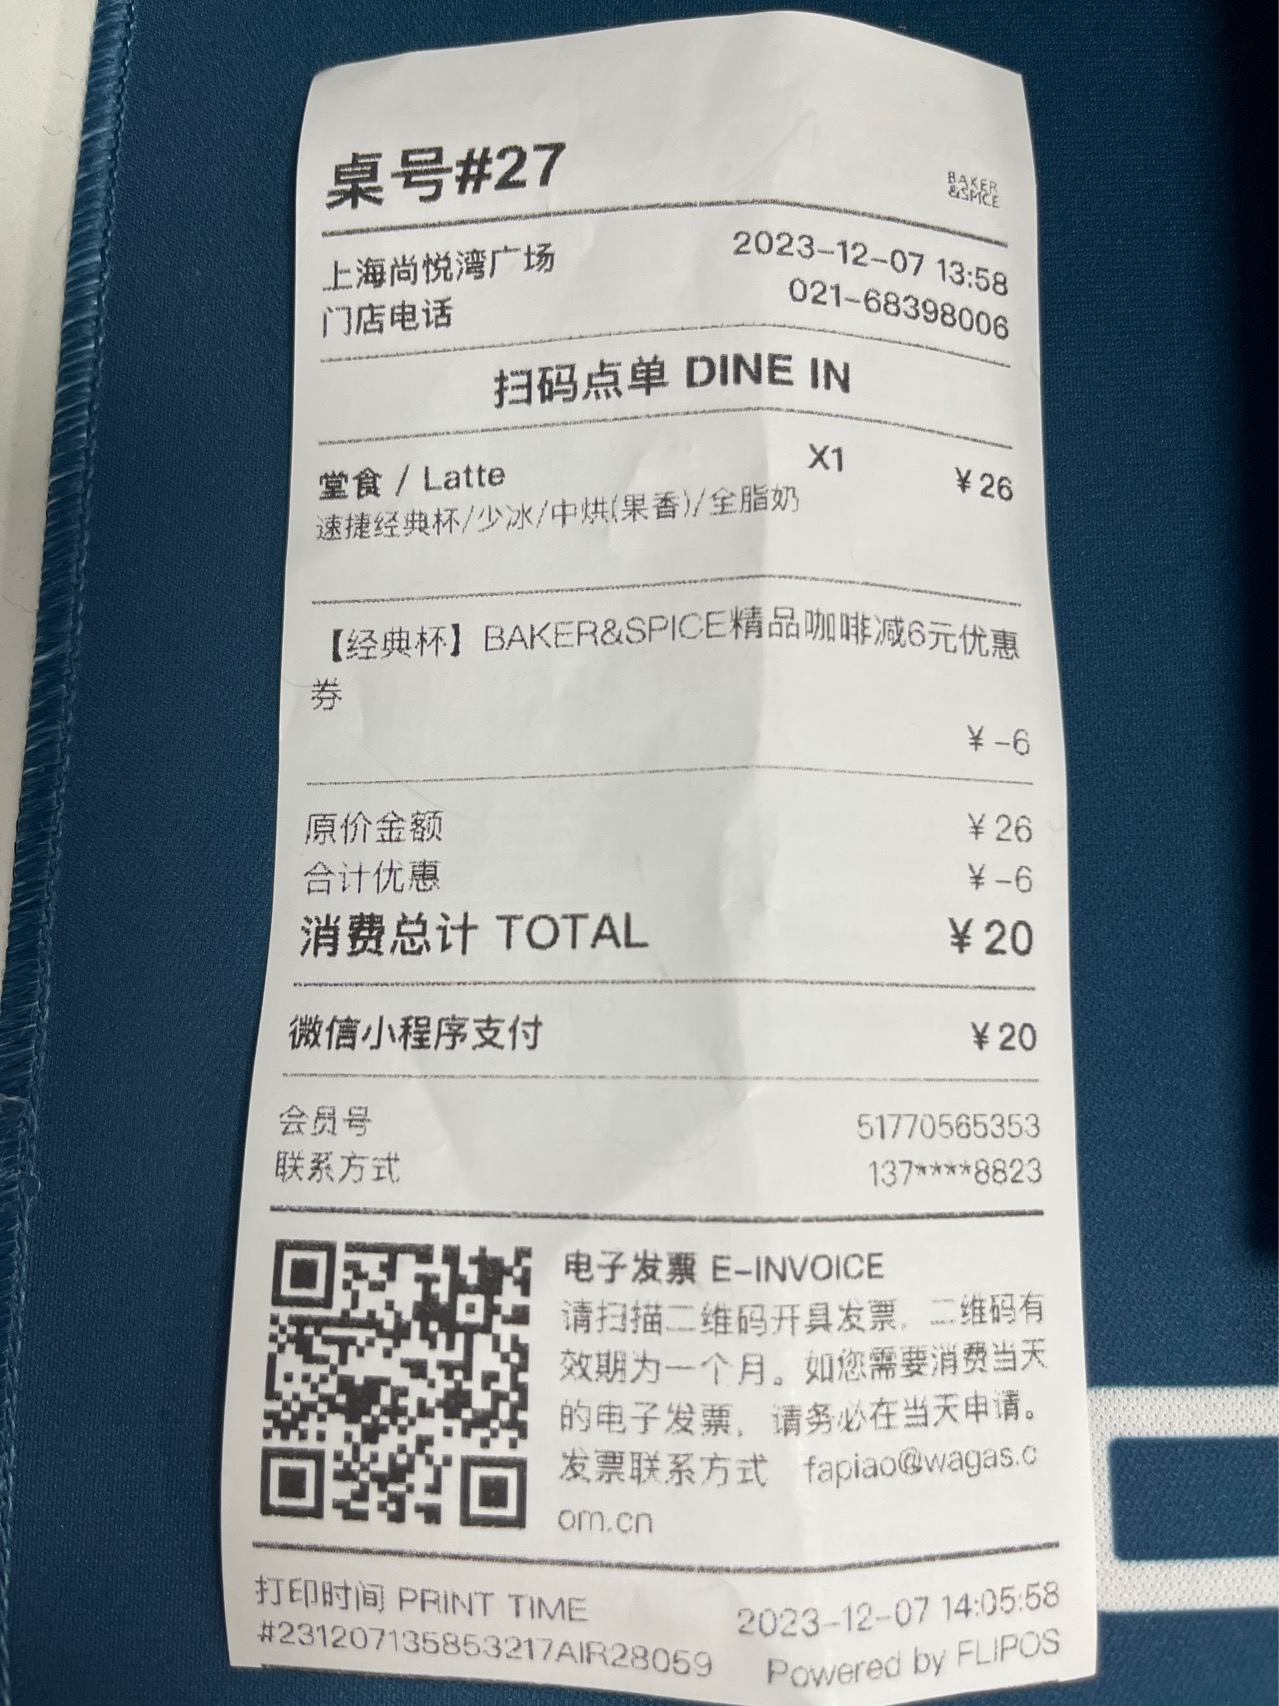 桌号#27
BAKER
&SPICE
上海尚悦湾广场 2023-12-07 13:58
门店电话 021-68398006
扫码点单 DINE IN
堂食 / Latte X1 ¥26
速捷经典杯/少冰/中烘(果香)/全脂奶
【经典杯】BAKER&SPICE精品咖啡减6元优惠
券
¥-6
原价金额 ¥26
合计优惠 ¥-6
消费总计 TOTAL ¥20
微信小程序支付 ¥20
会员号 51770565353
联系方式 137****8823
电子发票 E-INVOICE
请扫描二维码开具发票，二维码有
效期为一个月。如您需要消费当天
的电子发票，请务必在当天申请。
发票联系方式 fapiao@wagas.c
om.cn
打印时间 PRINT TIME 2023-12-07 14:05:58
#231207135853217AIR28059 Powered by FLIPOS